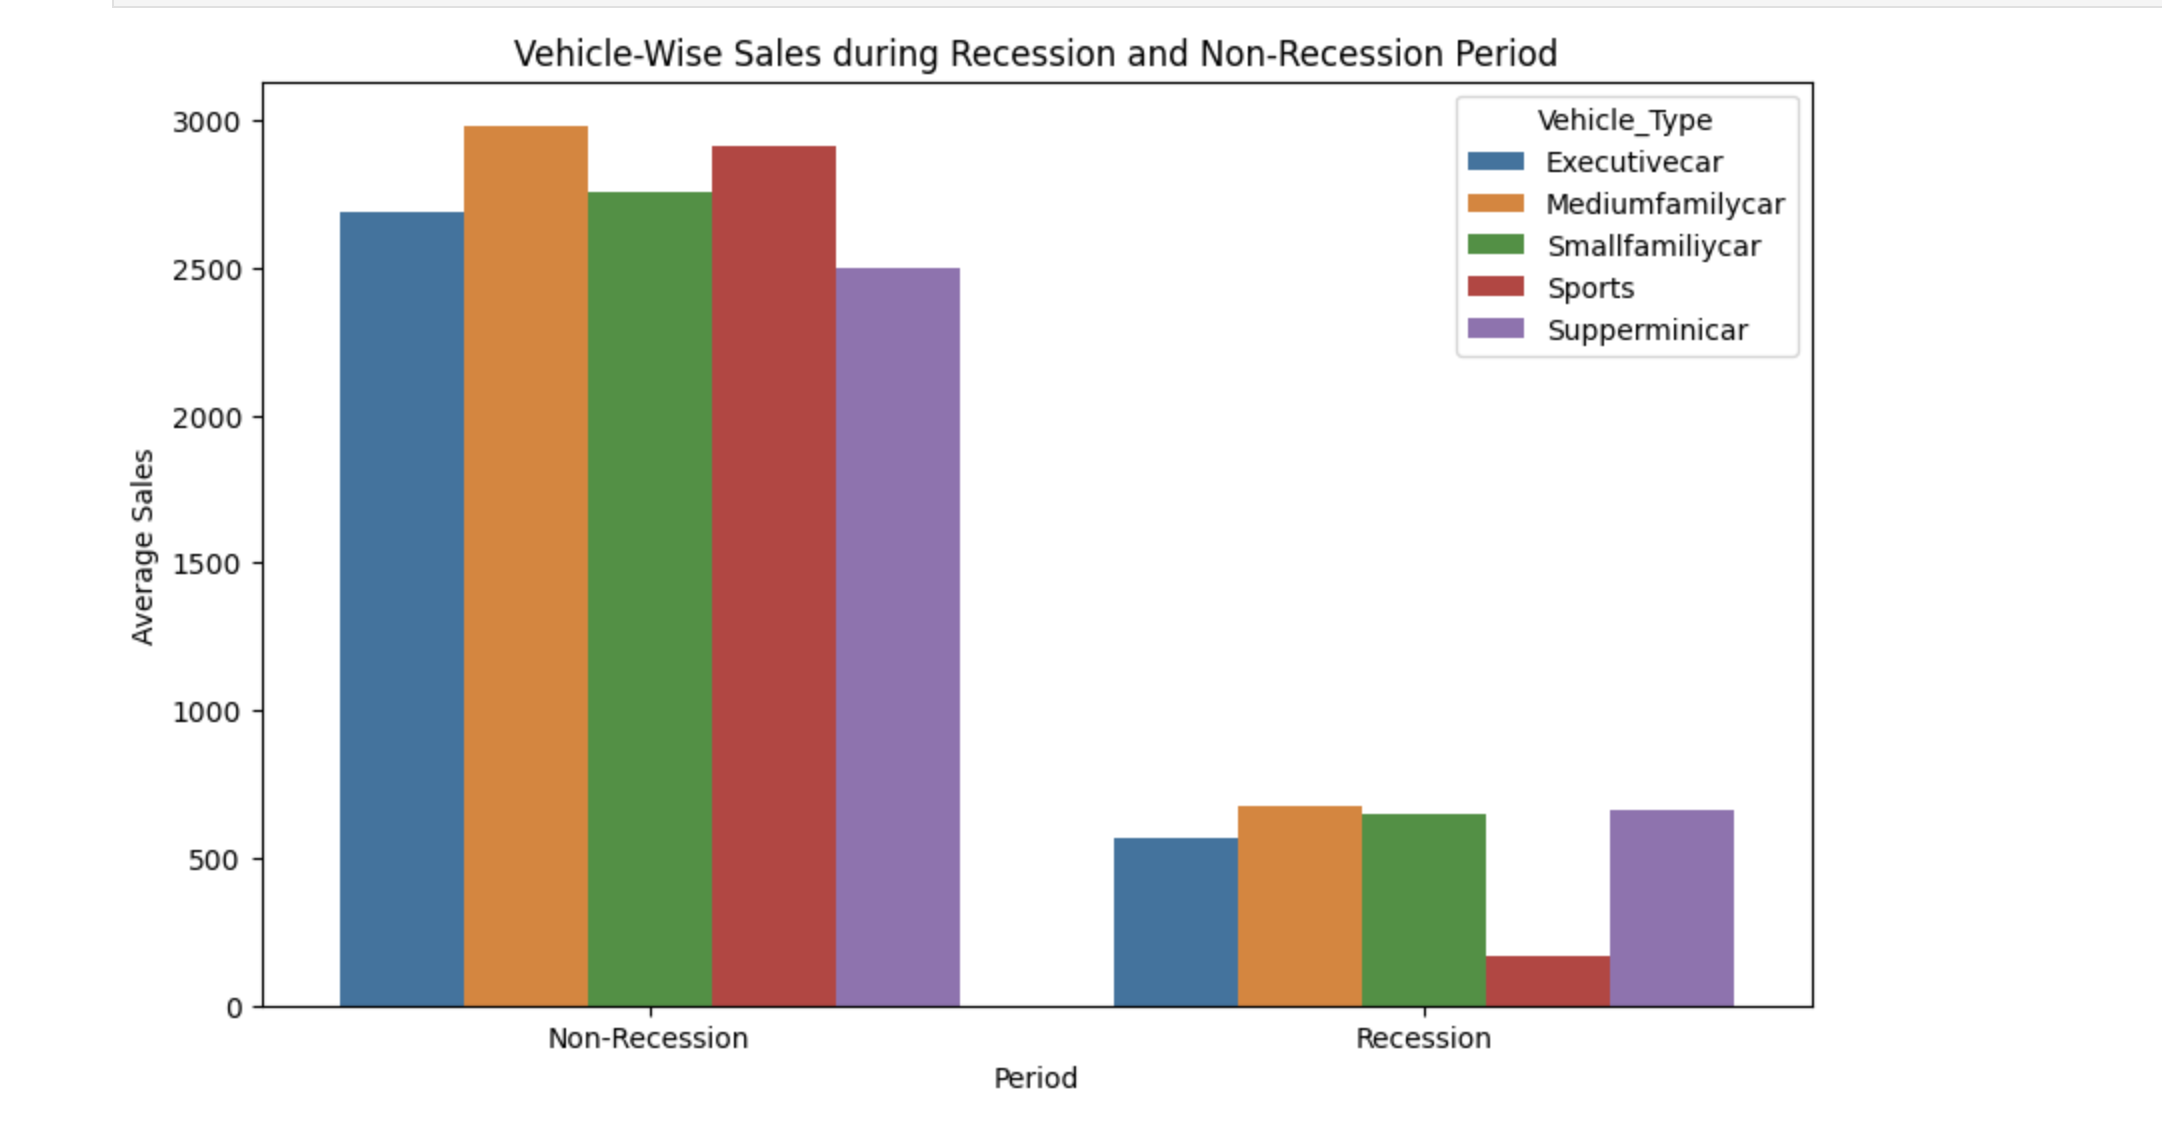 Vehicle-Wise Sales during Recession and Non-Recession Period
Average Sales
3000
2500
2000
1500
1000
500
0
Vehicle_Type
Executivecar
Mediumfamilycar
Smallfamiliycar
Sports
Supperminicar
Non-Recession
Recession
Period